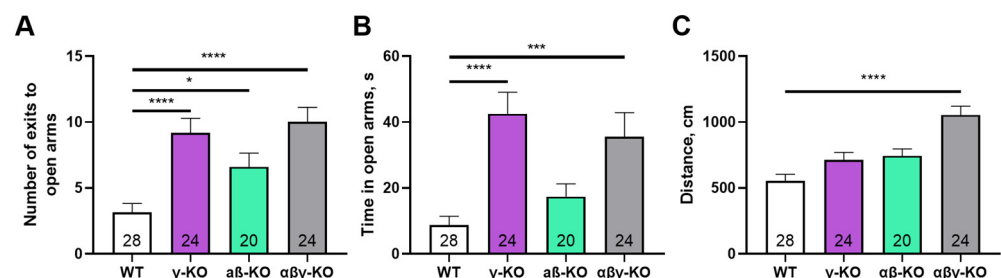 A
Number of exits to
open arms
15
10
5
0
****
*
****
28
24
20
24
WT
γ-KO
aß-KO
αβγ-KO
B
Time in open arms, s
60
40
20
0
***
****
28
24
20
24
WT
γ-KO
aß-KO
αβγ-KO
C
Distance, cm
1500
1000
500
0
****
28
24
20
24
WT
γ-KO
αβ-KO
αβγ-KO